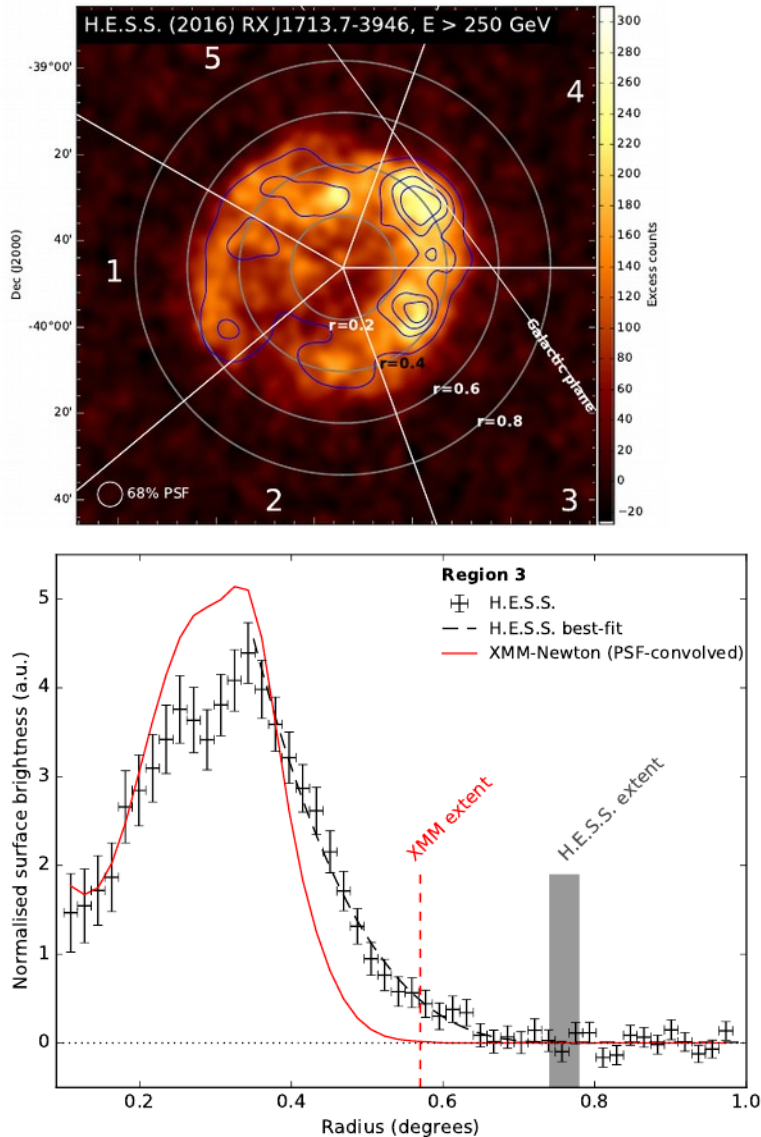 H.E.S.S. (2016) RX J1713.7-3946, E > 250 GeV
5
4
1
2
3
-39°00'
20'
40'
-40°00'
20'
40'
Dec (J2000)
r=0.2
r=0.4
r=0.6
r=0.8
Galactic plane
68% PSF
300
280
260
240
220
200
180
160
140
120
100
80
60
40
20
0
−20
Excess counts
Region 3
H.E.S.S.
H.E.S.S. best-fit
XMM-Newton (PSF-convolved)
XMM extent
H.E.S.S. extent
Normalised surface brightness (a.u.)
5
4
3
2
1
0
0.2
0.4
0.6
0.8
1.0
Radius (degrees)